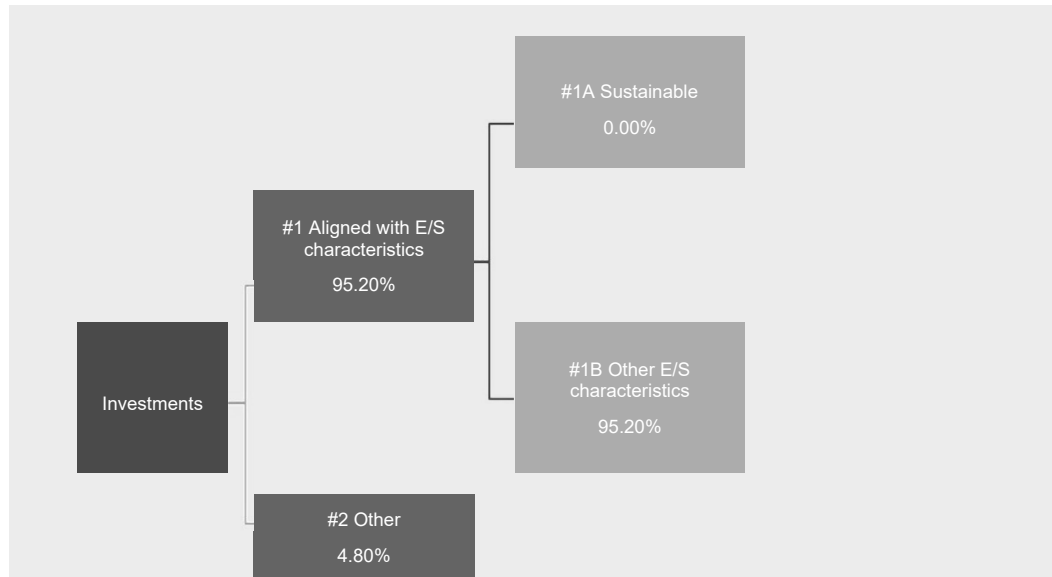 #1A Sustainable
0.00%
#1 Aligned with E/S
characteristics
95.20%
#1B Other E/S
characteristics
95.20%
Investments
#2 Other
4.80%